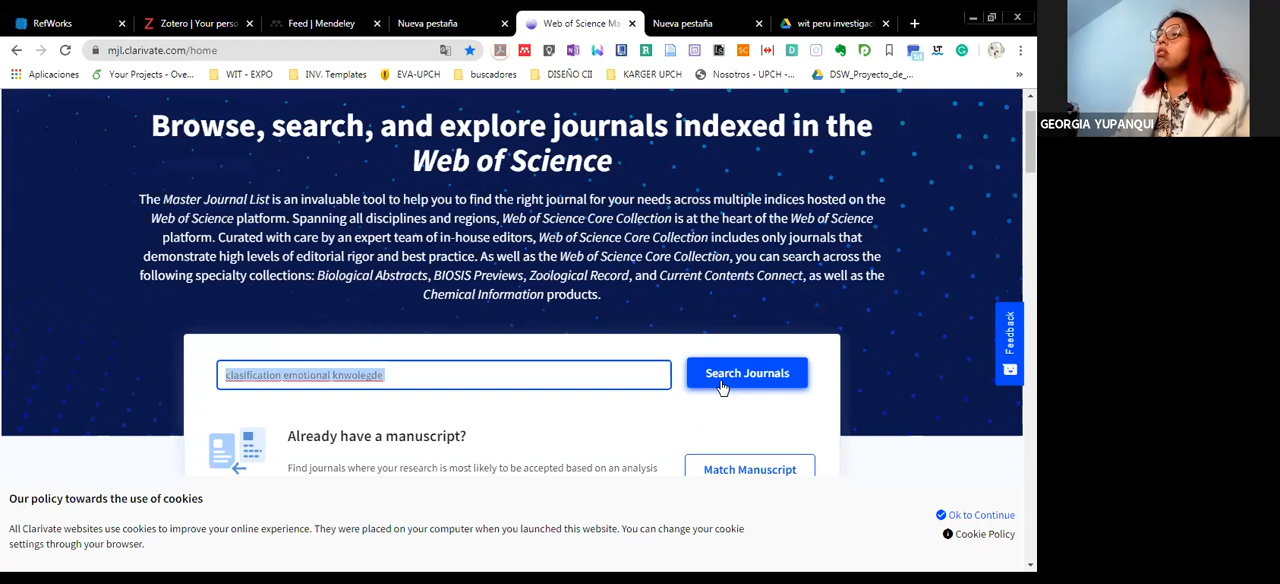 RefWorks
Zotero | Your perso
Feed | Mendeley
Nueva pestaña
Web of Science Ma
Nueva pestaña
wit peru investigac
mjl.clarivate.com/home
Aplicaciones
Your Projects - Ove...
WIT - EXPO
INV. Templates
EVA-UPCH
buscadores
DISEÑO CII
KARGER UPCH
Nosotros - UPCH -...
DSW_Proyecto_de_...
GEORGIA YUPANQUI
Browse, search, and explore journals indexed in the
Web of Science
The Master Journal List is an invaluable tool to help you to find the right journal for your needs across multiple indices hosted on the
Web of Science platform. Spanning all disciplines and regions, Web of Science Core Collection is at the heart of the Web of Science
platform. Curated with care by an expert team of in-house editors, Web of Science Core Collection includes only journals that
demonstrate high levels of editorial rigor and best practice. As well as the Web of Science Core Collection, you can search across the
following specialty collections: Biological Abstracts, BIOSIS Previews, Zoological Record, and Current Contents Connect, as well as the
Chemical Information products.
Feedback
clasification emotional knwolegde
Search Journals
Already have a manuscript?
Find journals where your research is most likely to be accepted based on an analysis
Match Manuscript
Our policy towards the use of cookies
All Clarivate websites use cookies to improve your online experience. They were placed on your computer when you launched this website. You can change your cookie
settings through your browser.
Ok to Continue
Cookie Policy